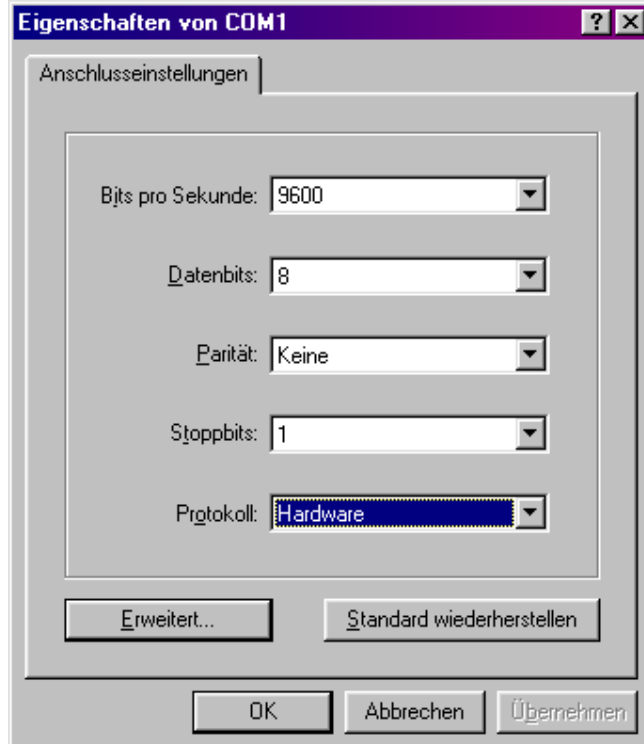 Eigenschaften von COM1
Anschlusseinstellungen
Bits pro Sekunde: 9600
Datenbits: 8
Parität: Keine
Stoppbits: 1
Protokoll: Hardware
Erweitert... Standard wiederherstellen
OK Abbrechen Übernehmen